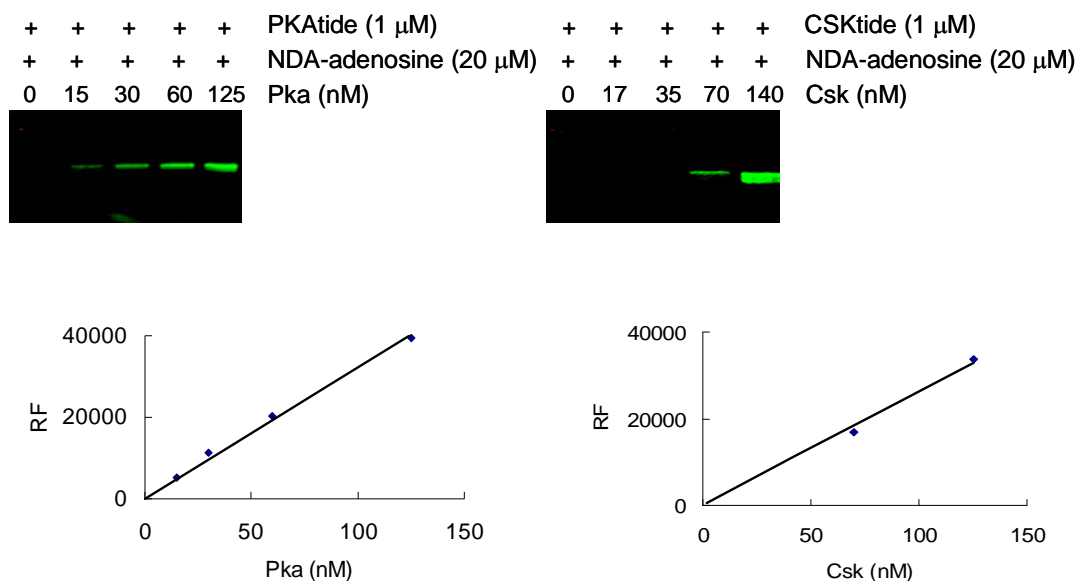 + + + + + PKAtide (1 μM)
+ + + + + NDA-adenosine (20 μM)
0 15 30 60 125 Pka (nM)
40000
20000
0
RF
0 50 100 150
Pka (nM)
+ + + + + CSKtide (1 μM)
+ + + + + NDA-adenosine (20 μM)
0 17 35 70 140 Csk (nM)
40000
20000
0
RF
0 50 100 150
Csk (nM)